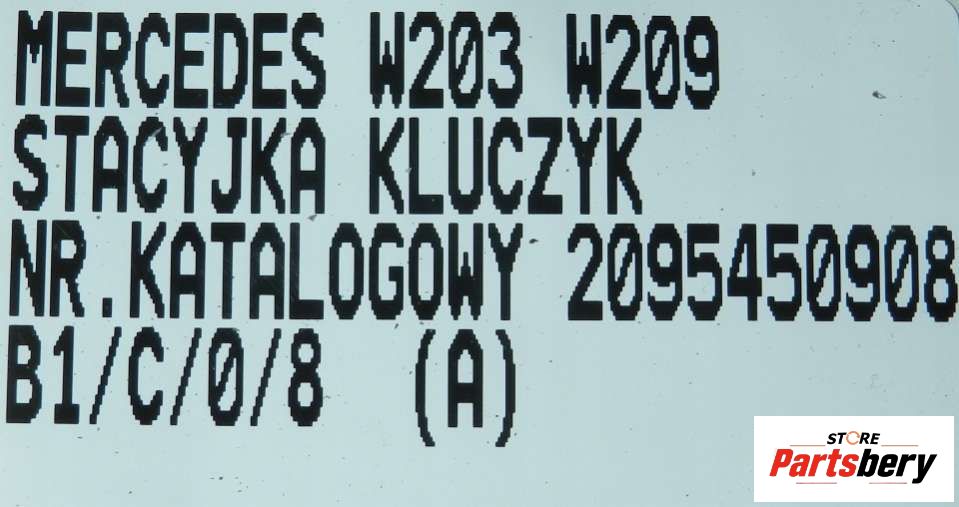 MERCEDES W203 W209
STACYJKA KLUCZYK
NR.KATALOGOWY 2095450908
B1/C/0/8 (A)
STORE
Partsbery